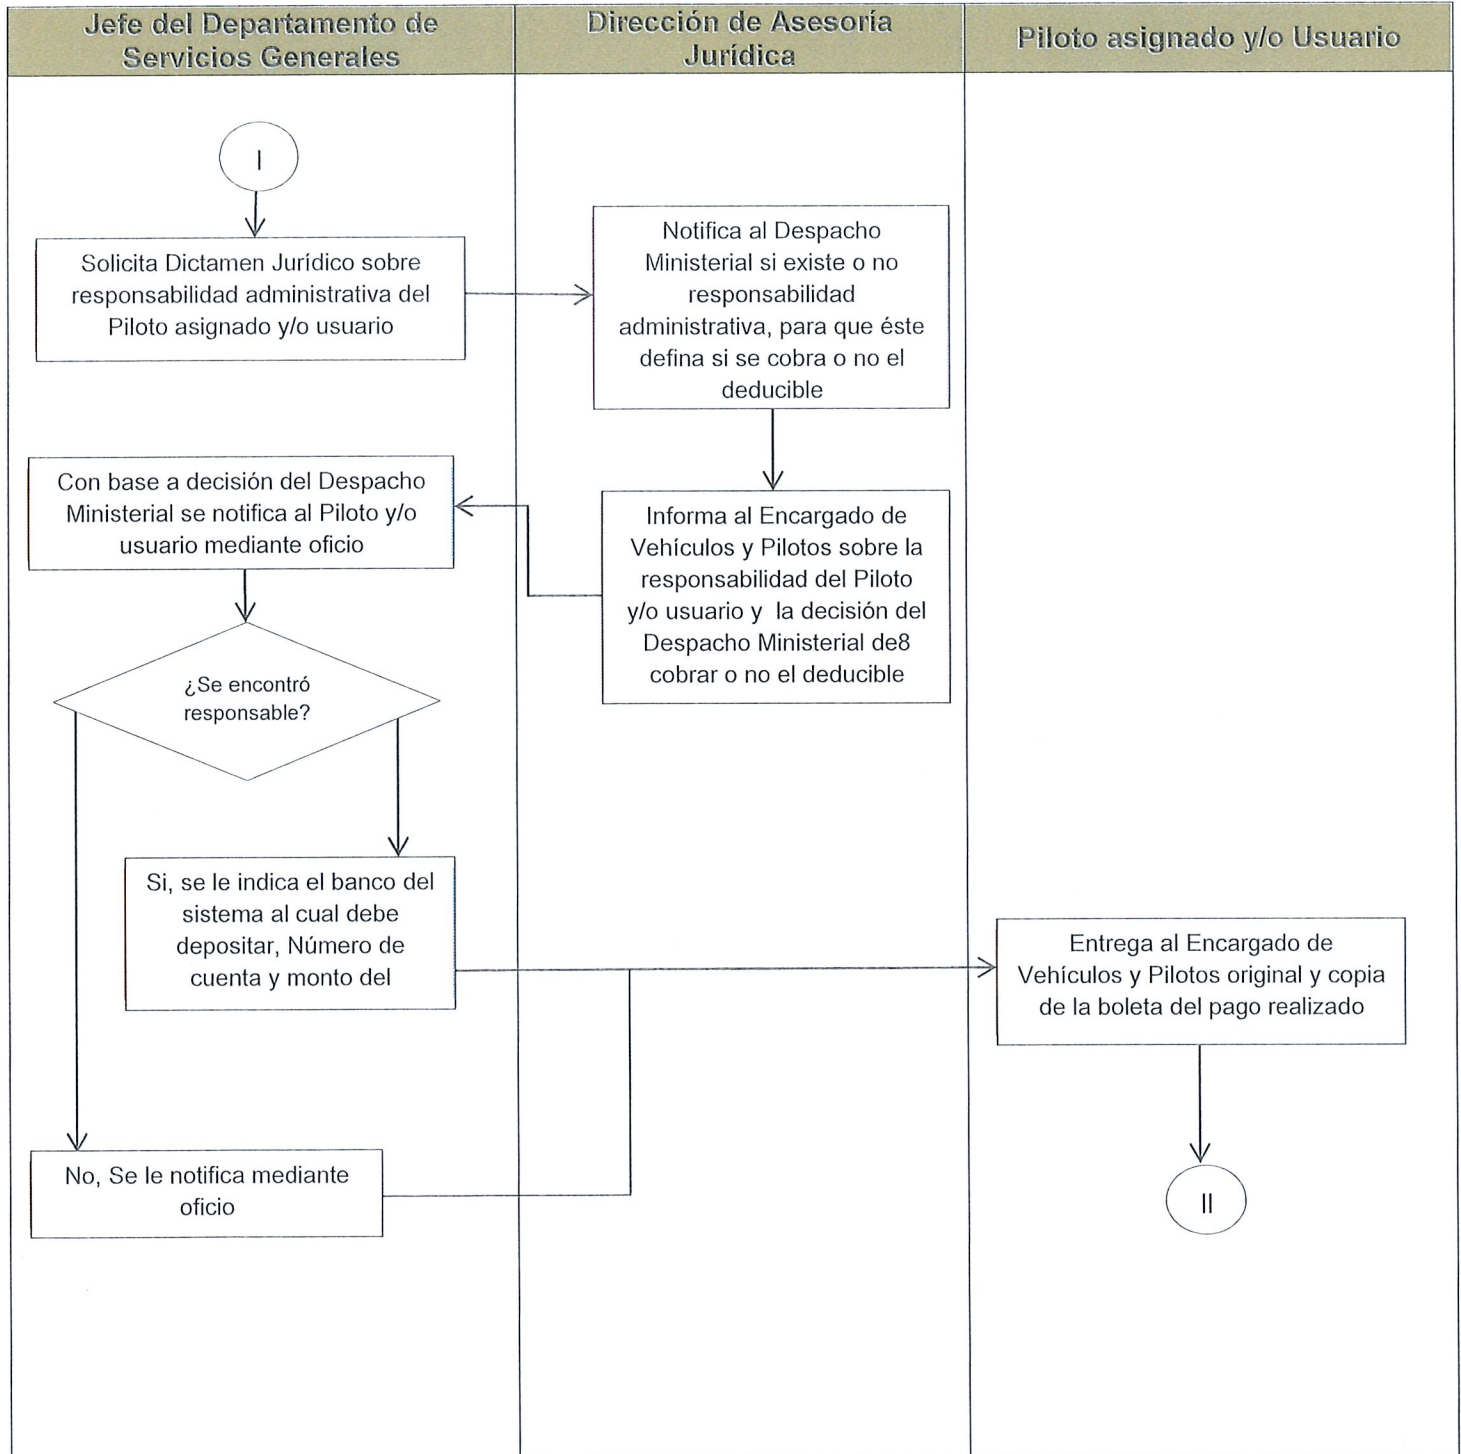 Jefe del Departamento de
Servicios Generales
Dirección de Asesoría
Jurídica
Piloto asignado y/o Usuario
I
Solicita Dictamen Jurídico sobre
responsabilidad administrativa del
Piloto asignado y/o usuario
Notifica al Despacho
Ministerial si existe o no
responsabilidad
administrativa, para que éste
defina si se cobra o no el
deducible
Con base a decisión del Despacho
Ministerial se notifica al Piloto y/o
usuario mediante oficio
Informa al Encargado de
Vehículos y Pilotos sobre la
responsabilidad del Piloto
y/o usuario y la decisión del
Despacho Ministerial de8
cobrar o no el deducible
¿Se encontró
responsable?
Si, se le indica el banco del
sistema al cual debe
depositar, Número de
cuenta y monto del
Entrega al Encargado de
Vehículos y Pilotos original y copia
de la boleta del pago realizado
No, Se le notifica mediante
oficio
II